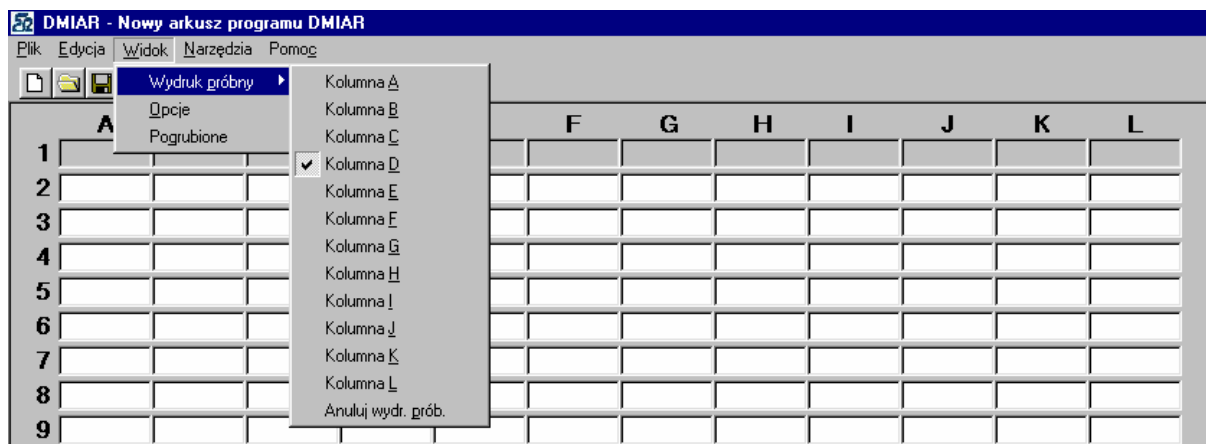 DMIAR - Nowy arkusz programu DMIAR
Plik Edycja Widok Narzędzia Pomoc
Wydruk próbny
Opcje
Pogrubione
Kolumna A
Kolumna B
Kolumna C
Kolumna D
Kolumna E
Kolumna F
Kolumna G
Kolumna H
Kolumna I
Kolumna J
Kolumna K
Kolumna L
Anuluj wydr. prób.
A F G H I J K L
1
2
3
4
5
6
7
8
9